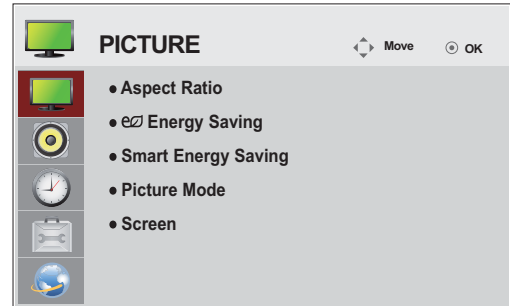 PICTURE
Move
OK
• Aspect Ratio
• e Energy Saving
• Smart Energy Saving
• Picture Mode
• Screen